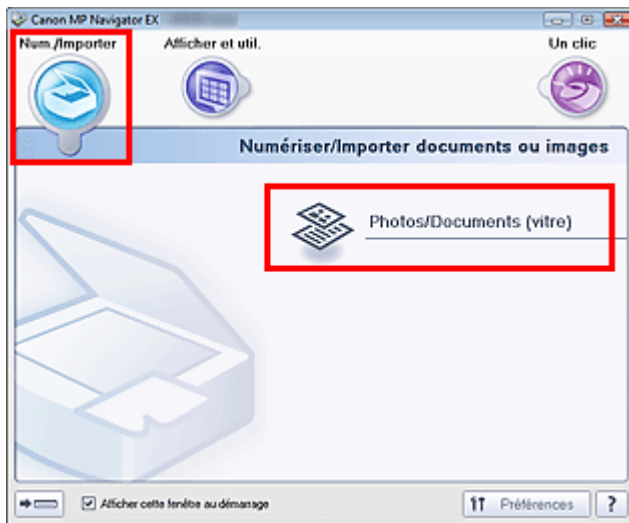 Canon MP Navigator EX
Num./Importer
Afficher et util.
Un clic
Numériser/Importer documents ou images
Photos/Documents (vitre)
Afficher cette fenêtre au démarrage
Préférences
?